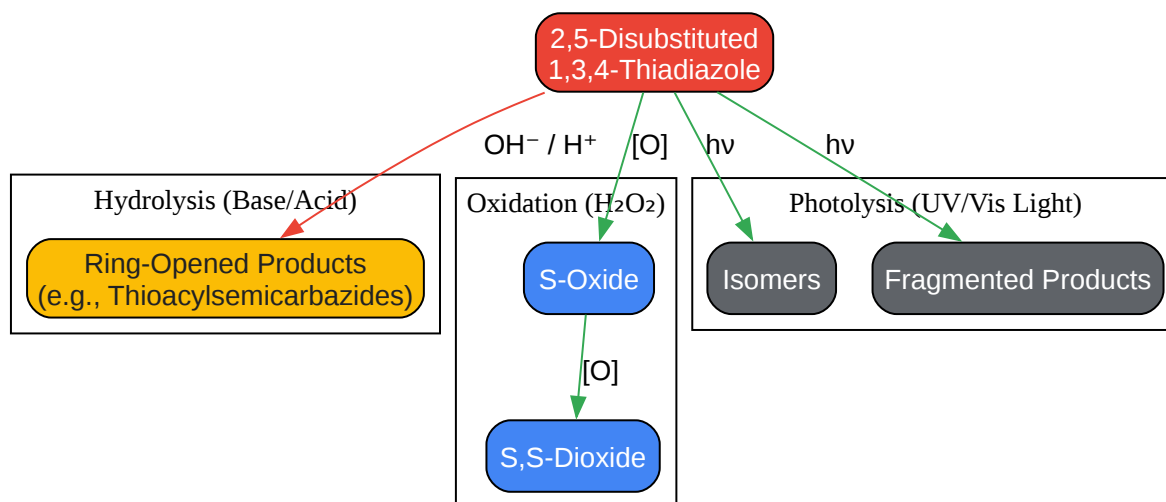 2,5-Disubstituted
1,3,4-Thiadiazole
OH⁻ / H⁺
[O]
hν
hν
Hydrolysis (Base/Acid)
Ring-Opened Products
(e.g., Thioacylsemicarbazides)
Oxidation (H₂O₂)
S-Oxide
[O]
S,S-Dioxide
Photolysis (UV/Vis Light)
Isomers
Fragmented Products